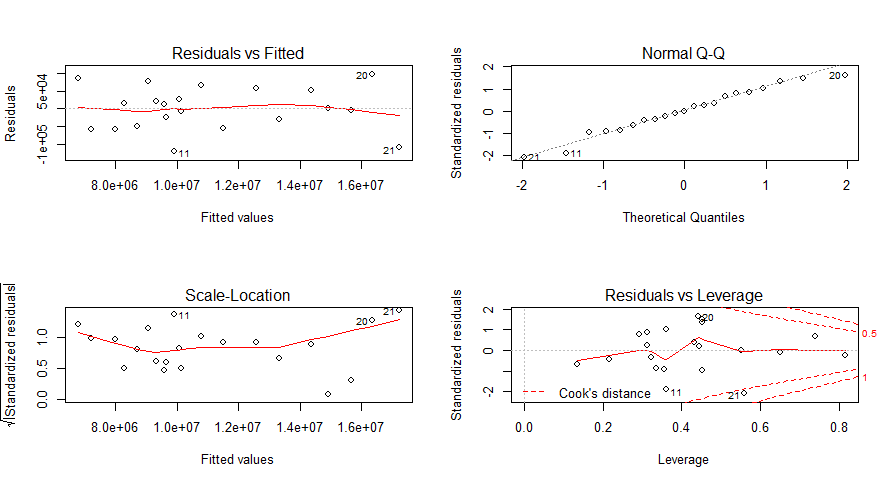 Residuals vs Fitted
Residuals
5e+04
-1e+05
20
11
21
8.0e+06 1.0e+07 1.2e+07 1.4e+07 1.6e+07
Fitted values
Normal Q-Q
Standardized residuals
2
1
0
-1
-2
20
21
11
-2 -1 0 1 2
Theoretical Quantiles
Scale-Location
√|Standardized residuals|
1.0
0.5
0.0
11
20
21
8.0e+06 1.0e+07 1.2e+07 1.4e+07 1.6e+07
Fitted values
Residuals vs Leverage
Standardized residuals
2
1
0
-2
20
0.5
1
11
21
Cook's distance
0.0 0.2 0.4 0.6 0.8
Leverage